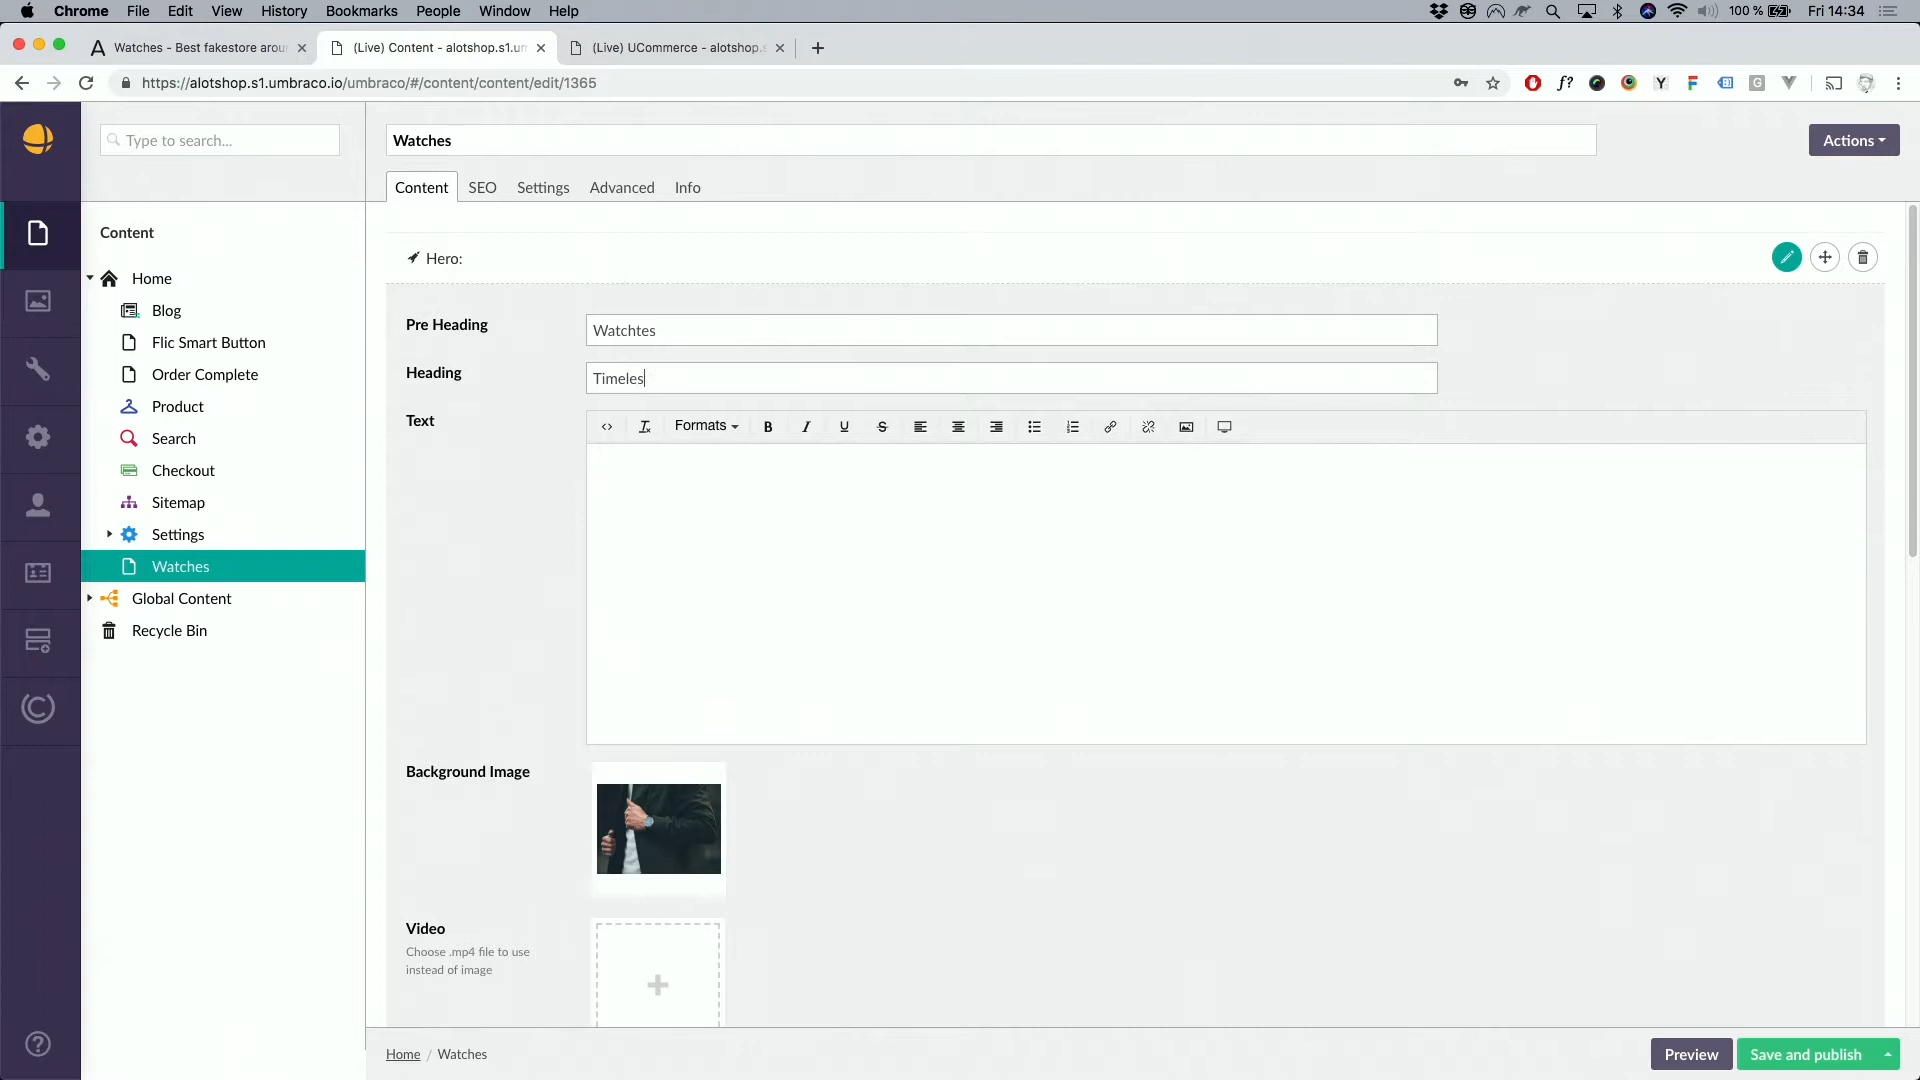 Chrome File Edit View History Bookmarks People Window Help 100 % Fri 14:34
Watches - Best fakestore arou
(Live) Content - alotshop.s1.um
(Live) UCommerce - alotshop.s
https://alotshop.s1.umbraco.io/umbraco/#/content/content/edit/1365
f?
Y
F
G
Type to search...
Watches
Actions
Content SEO Settings Advanced Info
Content
Home
Blog
Flic Smart Button
Order Complete
Product
Search
Checkout
Sitemap
Settings
Watches
Global Content
Recycle Bin
Hero:
Pre Heading
Watchtes
Heading
Timeles
Text
Formats B I U S
Background Image
Video
Choose .mp4 file to use
instead of image
Home / Watches
Preview
Save and publish